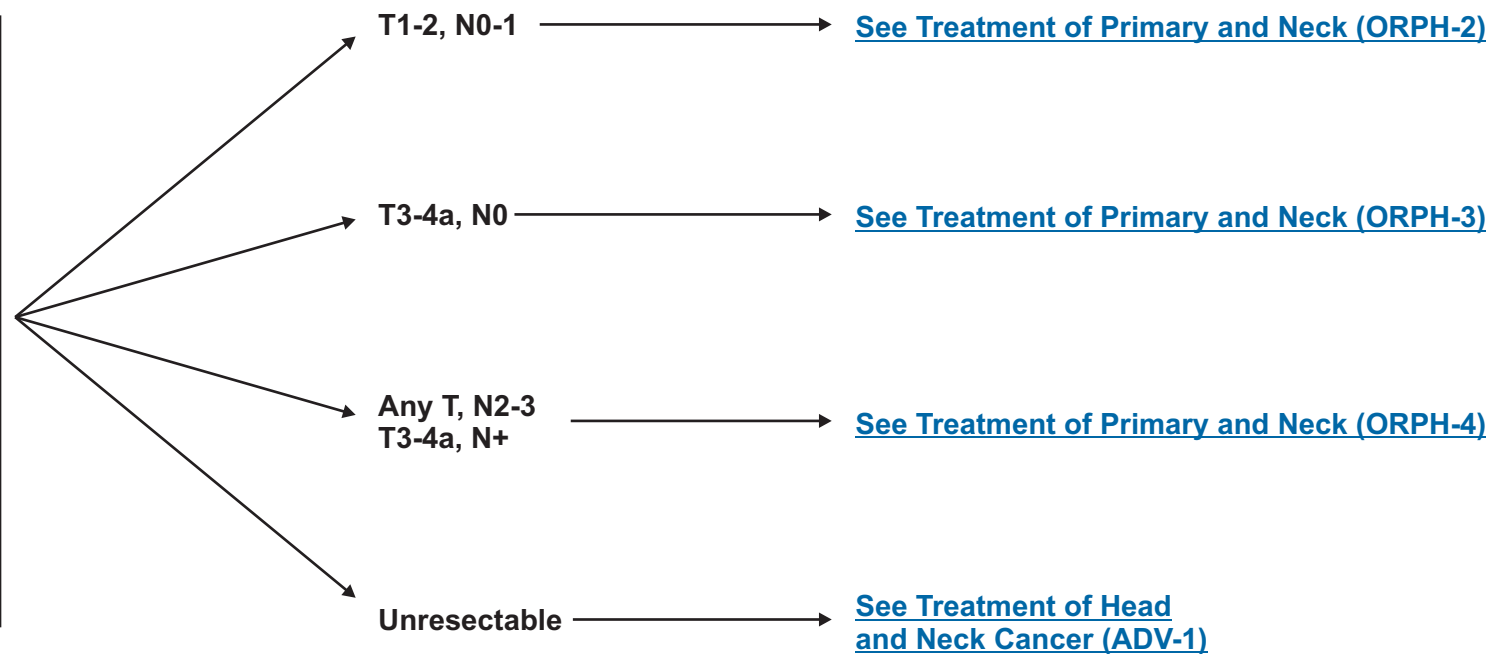 T1-2, N0-1
See Treatment of Primary and Neck (ORPH-2)
T3-4a, N0
See Treatment of Primary and Neck (ORPH-3)
Any T, N2-3
T3-4a, N+
See Treatment of Primary and Neck (ORPH-4)
Unresectable
See Treatment of Head
and Neck Cancer (ADV-1)